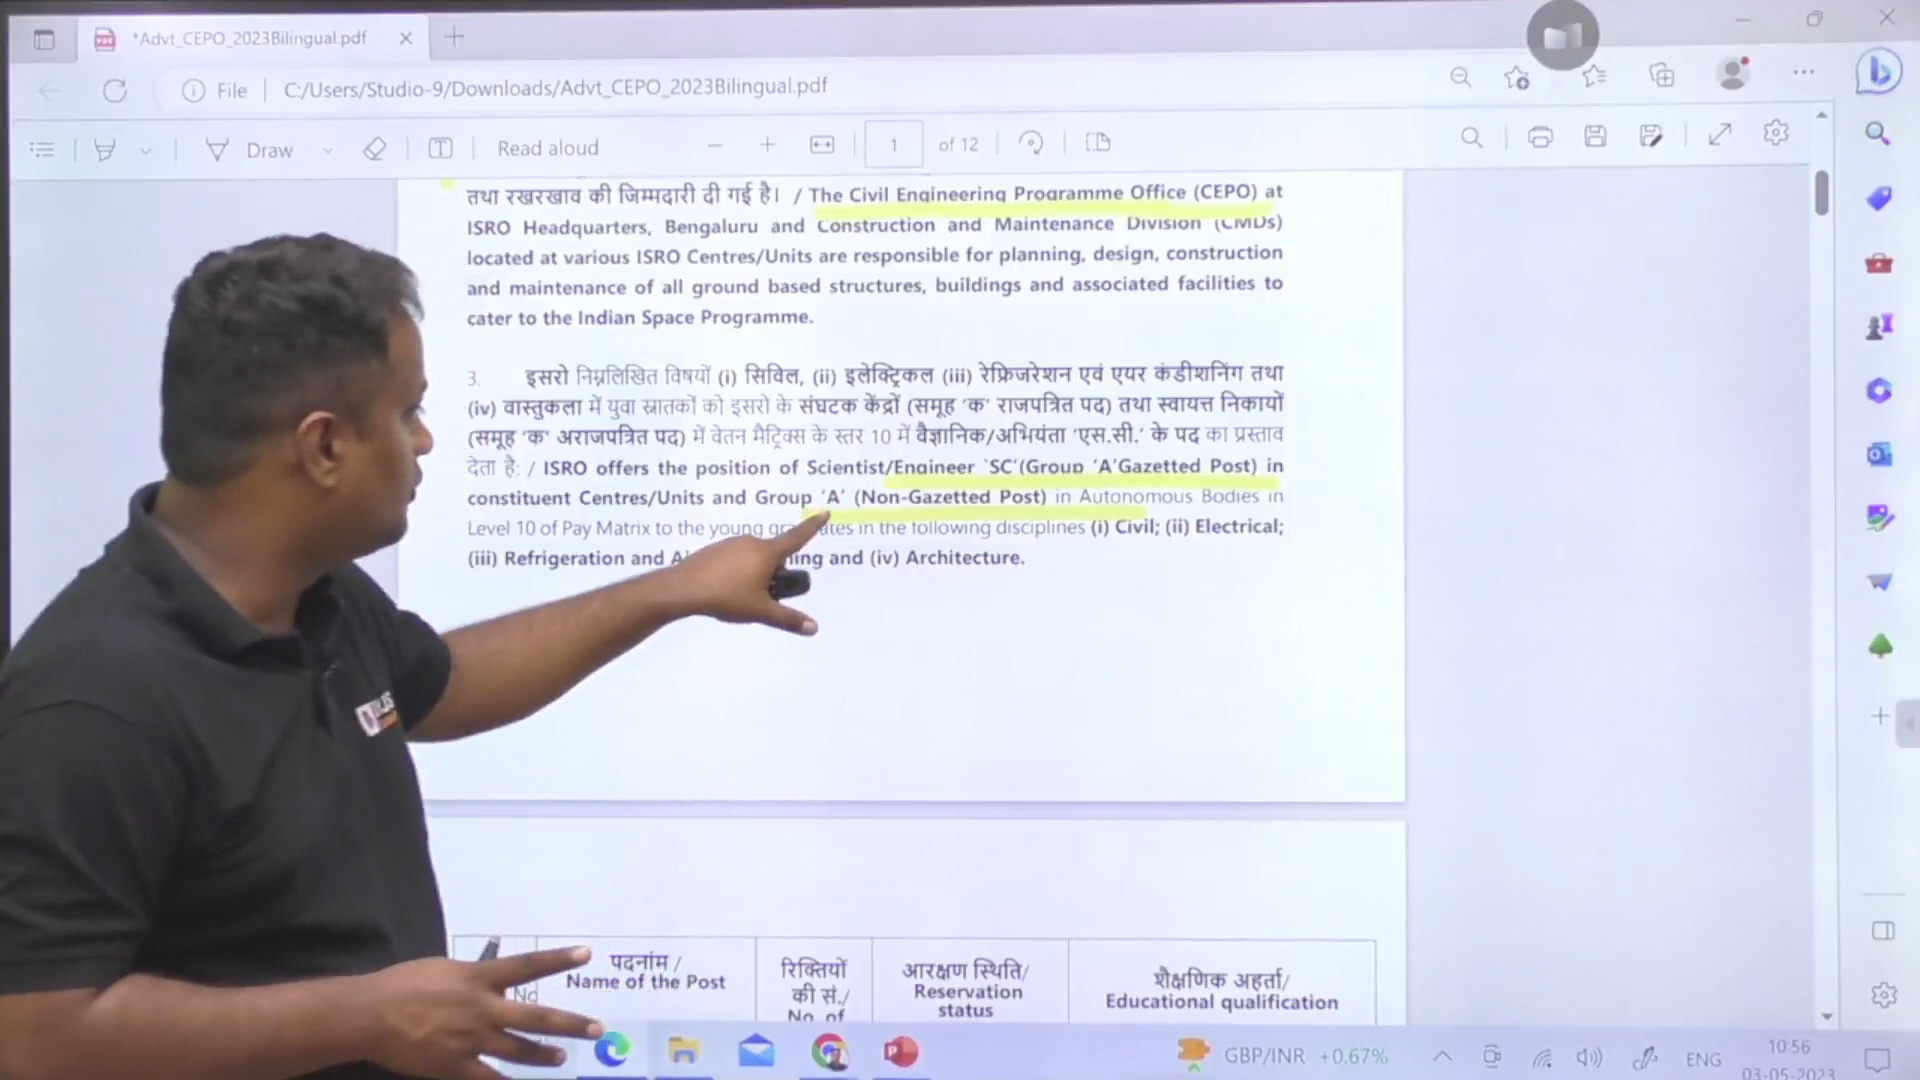 *Advt_CEPO_2023Bilingual.pdf
File C:/Users/Studio-9/Downloads/Advt_CEPO_2023Bilingual.pdf
Draw Read aloud 1 of 12
तथा रखरखाव की जिम्मदारी दी गई है। / The Civil Engineering Programme Office (CEPO) at
ISRO Headquarters, Bengaluru and Construction and Maintenance Division (CMDs)
located at various ISRO Centres/Units are responsible for planning, design, construction
and maintenance of all ground based structures, buildings and associated facilities to
cater to the Indian Space Programme.
3. इसरो निम्नलिखित विषयों (i) सिविल, (ii) इलेक्ट्रिकल (iii) रेफ्रिजरेशन एवं एयर कंडीशनिंग तथा
(iv) वास्तुकला में युवा स्नातकों को इसरो के संघटक केंद्रों (समूह 'क' राजपत्रित पद) तथा स्वायत्त निकायों
(समूह 'क' अराजपत्रित पद) में वेतन मैट्रिक्स के स्तर 10 में वैज्ञानिक/अभियंता 'एस.सी.' के पद का प्रस्ताव
देता है: / ISRO offers the position of Scientist/Engineer `SC'(Group 'A'Gazetted Post) in
constituent Centres/Units and Group 'A' (Non-Gazetted Post) in Autonomous Bodies in
Level 10 of Pay Matrix to the young in the following disciplines (i) Civil; (ii) Electrical;
(iii) Refrigeration and and (iv) Architecture.
No
पदनांम /
Name of the Post
रिक्तियों
की सं./
No. of
आरक्षण स्थिति/
Reservation
status
शैक्षणिक अहर्ता/
Educational qualification
GBP/INR +0.67%
ENG
10:56
03-05-2023